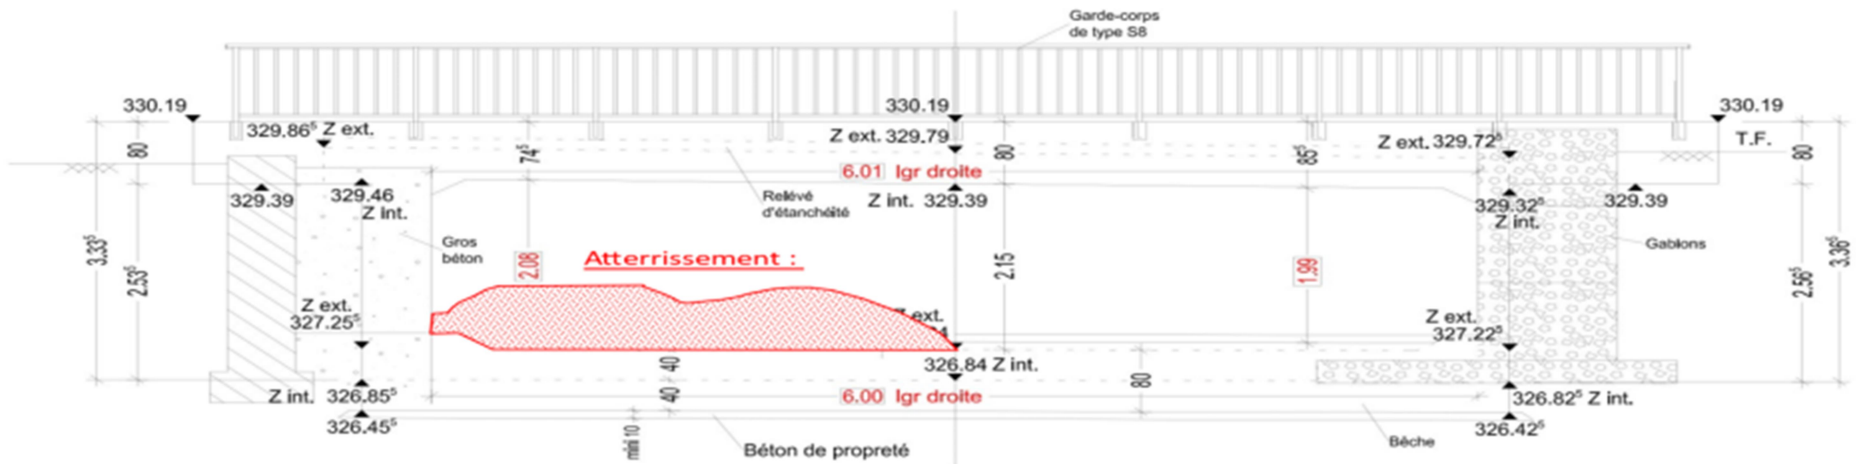 Garde-corps
de type S8
330.19
330.19
330.19
329.86⁵ Z ext.
Z ext. 329.79
Z ext. 329.72⁵
T.F.
80
74⁵
80
85⁵
80
6.01 lgr droite
329.39
329.46
Z Int.
Rellévé
d'étanchéité
Z int. 329.39
329.32⁵
Z int.
329.39
Gros
béton
Gabions
3.33⁵
2.53⁵
2.08
Atterrissement :
2.15
1.99
2.56⁵
3.36⁵
Z ext.
327.25⁵
Z ext.
Z ext.
327.22⁵
40
326.84 Z int.
Z int. 326.85⁵
40
6.00 lgr droite
80
326.82⁵ Z int.
326.45⁵
326.42⁵
mini 10
Béton de propreté
Bêche